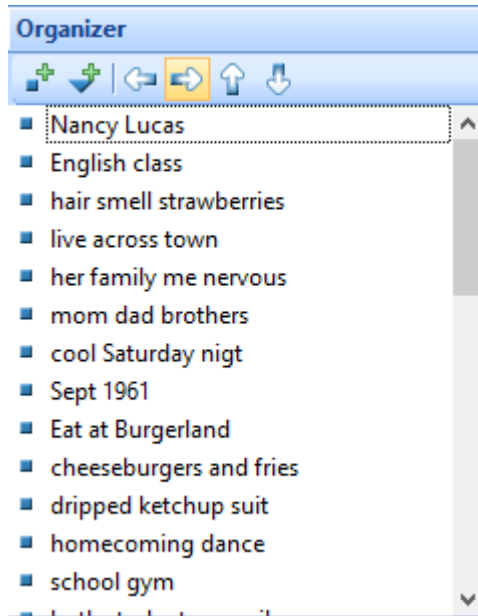 Organizer
Nancy Lucas
English class
hair smell strawberries
live across town
her family me nervous
mom dad brothers
cool Saturday nigt
Sept 1961
Eat at Burgerland
cheeseburgers and fries
dripped ketchup suit
homecoming dance
school gym